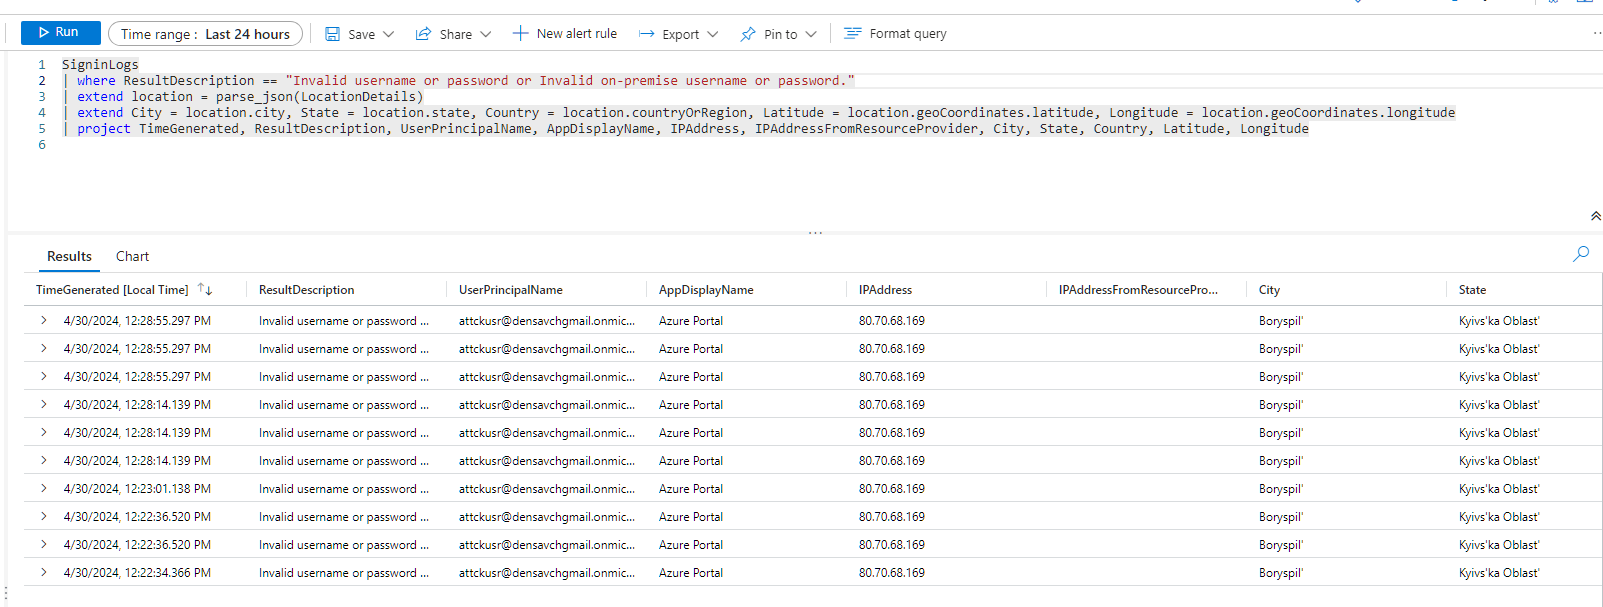 Run Time range : Last 24 hours Save Share New alert rule Export Pin to Format query
1 SigninLogs
2 | where ResultDescription == "Invalid username or password or Invalid on-premise username or password."
3 | extend location = parse_json(LocationDetails)
4 | extend City = location.city, State = location.state, Country = location.countryOrRegion, Latitude = location.geoCoordinates.latitude, Longitude = location.geoCoordinates.longitude
5 | project TimeGenerated, ResultDescription, UserPrincipalName, AppDisplayName, IPAddress, IPAddressFromResourceProvider, City, State, Country, Latitude, Longitude
6
Results Chart
TimeGenerated [Local Time] ResultDescription UserPrincipalName AppDisplayName IPAddress IPAddressFromResourcePro... City State
4/30/2024, 12:28:55.297 PM Invalid username or password ... attckusr@densavchgmail.onmic... Azure Portal 80.70.68.169 Boryspil' Kyivs'ka Oblast'
4/30/2024, 12:28:55.297 PM Invalid username or password ... attckusr@densavchgmail.onmic... Azure Portal 80.70.68.169 Boryspil' Kyivs'ka Oblast'
4/30/2024, 12:28:55.297 PM Invalid username or password ... attckusr@densavchgmail.onmic... Azure Portal 80.70.68.169 Boryspil' Kyivs'ka Oblast'
4/30/2024, 12:28:14.139 PM Invalid username or password ... attckusr@densavchgmail.onmic... Azure Portal 80.70.68.169 Boryspil' Kyivs'ka Oblast'
4/30/2024, 12:28:14.139 PM Invalid username or password ... attckusr@densavchgmail.onmic... Azure Portal 80.70.68.169 Boryspil' Kyivs'ka Oblast'
4/30/2024, 12:28:14.139 PM Invalid username or password ... attckusr@densavchgmail.onmic... Azure Portal 80.70.68.169 Boryspil' Kyivs'ka Oblast'
4/30/2024, 12:23:01.138 PM Invalid username or password ... attckusr@densavchgmail.onmic... Azure Portal 80.70.68.169 Boryspil' Kyivs'ka Oblast'
4/30/2024, 12:22:36.520 PM Invalid username or password ... attckusr@densavchgmail.onmic... Azure Portal 80.70.68.169 Boryspil' Kyivs'ka Oblast'
4/30/2024, 12:22:36.520 PM Invalid username or password ... attckusr@densavchgmail.onmic... Azure Portal 80.70.68.169 Boryspil' Kyivs'ka Oblast'
4/30/2024, 12:22:34.366 PM Invalid username or password ... attckusr@densavchgmail.onmic... Azure Portal 80.70.68.169 Boryspil' Kyivs'ka Oblast'